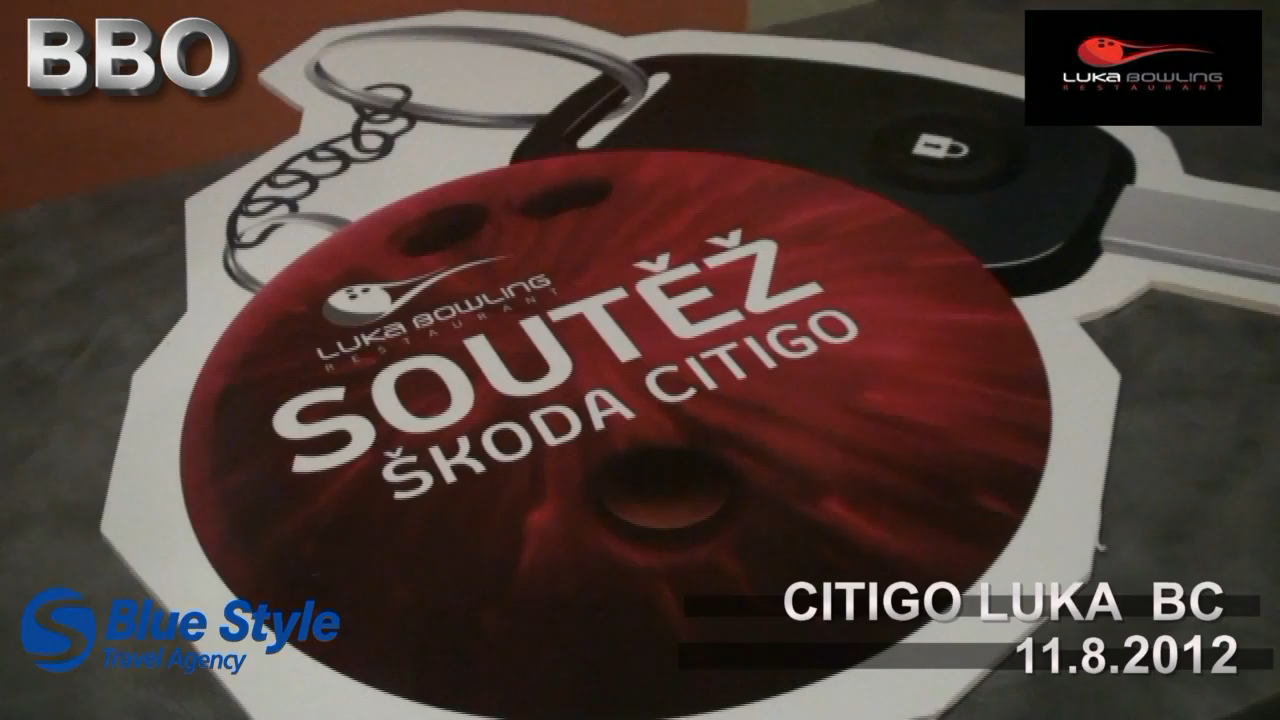 BBO
LUKA BOWLING
RESTAURANT
LUKA BOWLING
RESTAURANT
SOUTĚŽ
ŠKODA CITIGO
Blue Style
Travel Agency
CITIGO LUKA BC
11.8.2012